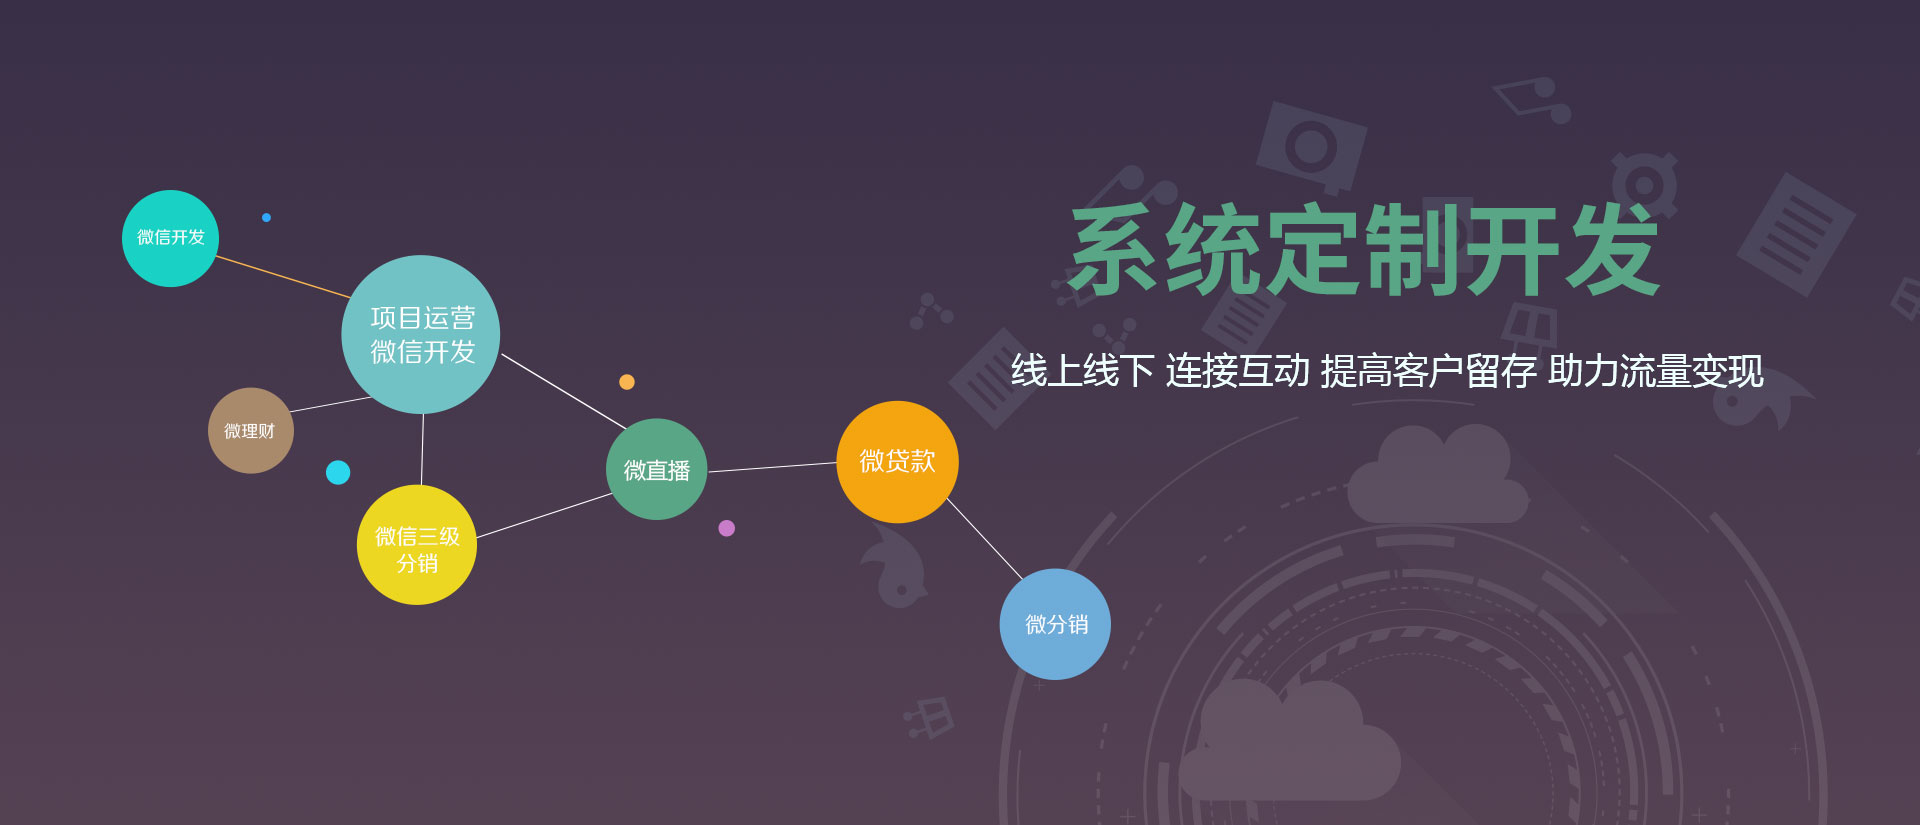 系统定制开发
线上线下 连接互动 提高客户留存 助力流量变现
微信开发
项目运营
微信开发
微理财
微信三级
分销
微直播
微贷款
微分销